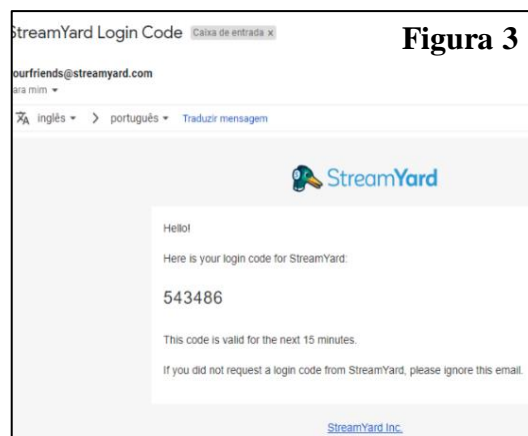 StreamYard Login Code Caixa de entrada x
Figura 3
ourfriends@streamyard.com
ara mim
inglês > português Traduzir mensagem
StreamYard
Hello!
Here is your login code for StreamYard:
543486
This code is valid for the next 15 minutes.
If you did not request a login code from StreamYard, please ignore this email.
StreamYard Inc.